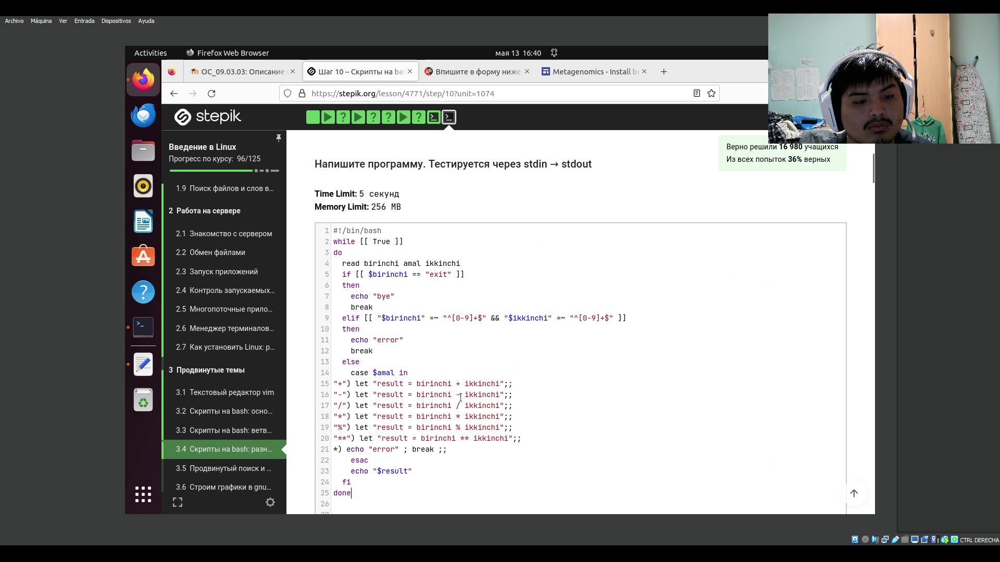 Archivo Máquina Ver Entrada Dispositivos Ayuda
Activities Firefox Web Browser мая 13 16:40
ОС_09.03.03: Описание Шаг 10 – Скрипты на bas Впишите в форму ниже Metagenomics - Install bo
https://stepik.org/lesson/4771/step/10?unit=1074
stepik
Введение в Linux
Прогресс по курсу: 96/125
1.9 Поиск файлов и слов в…
2 Работа на сервере
2.1 Знакомство с сервером
2.2 Обмен файлами
2.3 Запуск приложений
2.4 Контроль запускаемых…
2.5 Многопоточные прило…
2.6 Менеджер терминалов…
2.7 Как установить Linux: р…
3 Продвинутые темы
3.1 Текстовый редактор vim
3.2 Скрипты на bash: осно…
3.3 Скрипты на bash: ветв…
3.4 Скрипты на bash: разн…
3.5 Продвинутый поиск и …
3.6 Строим графики в gnu…
Верно решили 16 980 учащихся
Из всех попыток 36% верных
Напишите программу. Тестируется через stdin → stdout
Time Limit: 5 секунд
Memory Limit: 256 MB
1 #!/bin/bash
2 while [[ True ]]
3 do
4 read birinchi amal ikkinchi
5 if [[ $birinchi == "exit" ]]
6 then
7 echo "bye"
8 break
9 elif [[ "$birinchi" =~ "^[0-9]+$" && "$ikkinchi" =~ "^[0-9]+$" ]]
10 then
11 echo "error"
12 break
13 else
14 case $amal in
15 "+") let "result = birinchi + ikkinchi";;
16 "-") let "result = birinchi - ikkinchi";;
17 "/") let "result = birinchi / ikkinchi";;
18 "*") let "result = birinchi * ikkinchi";;
19 "%") let "result = birinchi % ikkinchi";;
20 "**") let "result = birinchi ** ikkinchi";;
21 *) echo "error" ; break ;;
22 esac
23 echo "$result"
24 fi
25 done
26
CTRL DERECHA